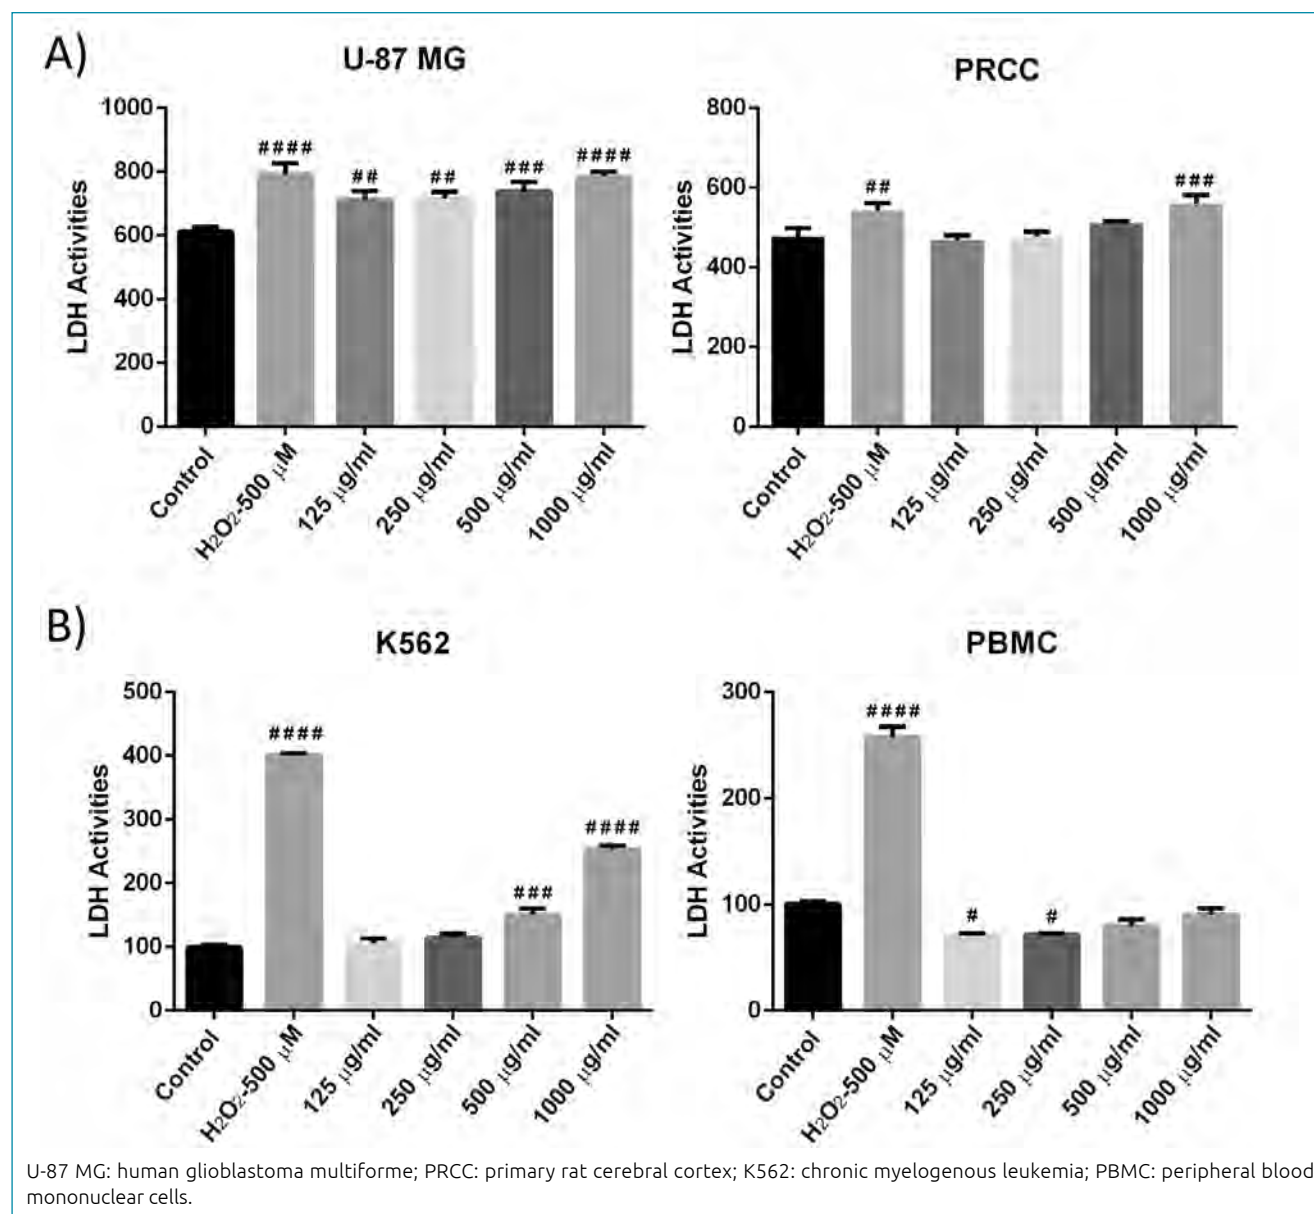 A)
U-87 MG
LDH Activities
1000
800
600
400
200
0
####
##
##
###
####
Control
H₂O₂-500 μM
125 μg/ml
250 μg/ml
500 μg/ml
1000 μg/ml
PRCC
LDH Activities
800
600
400
200
0
##
###
Control
H₂O₂-500 μM
125 μg/ml
250 μg/ml
500 μg/ml
1000 μg/ml
B)
K562
LDH Activities
500
400
300
200
100
0
####
###
####
Control
H₂O₂-500 μM
125 μg/ml
250 μg/ml
500 μg/ml
1000 μg/ml
PBMC
LDH Activities
300
200
100
0
####
#
#
Control
H₂O₂-500 μM
125 μg/ml
250 μg/ml
500 μg/ml
1000 μg/ml
U-87 MG: human glioblastoma multiforme; PRCC: primary rat cerebral cortex; K562: chronic myelogenous leukemia; PBMC: peripheral blood
mononuclear cells.